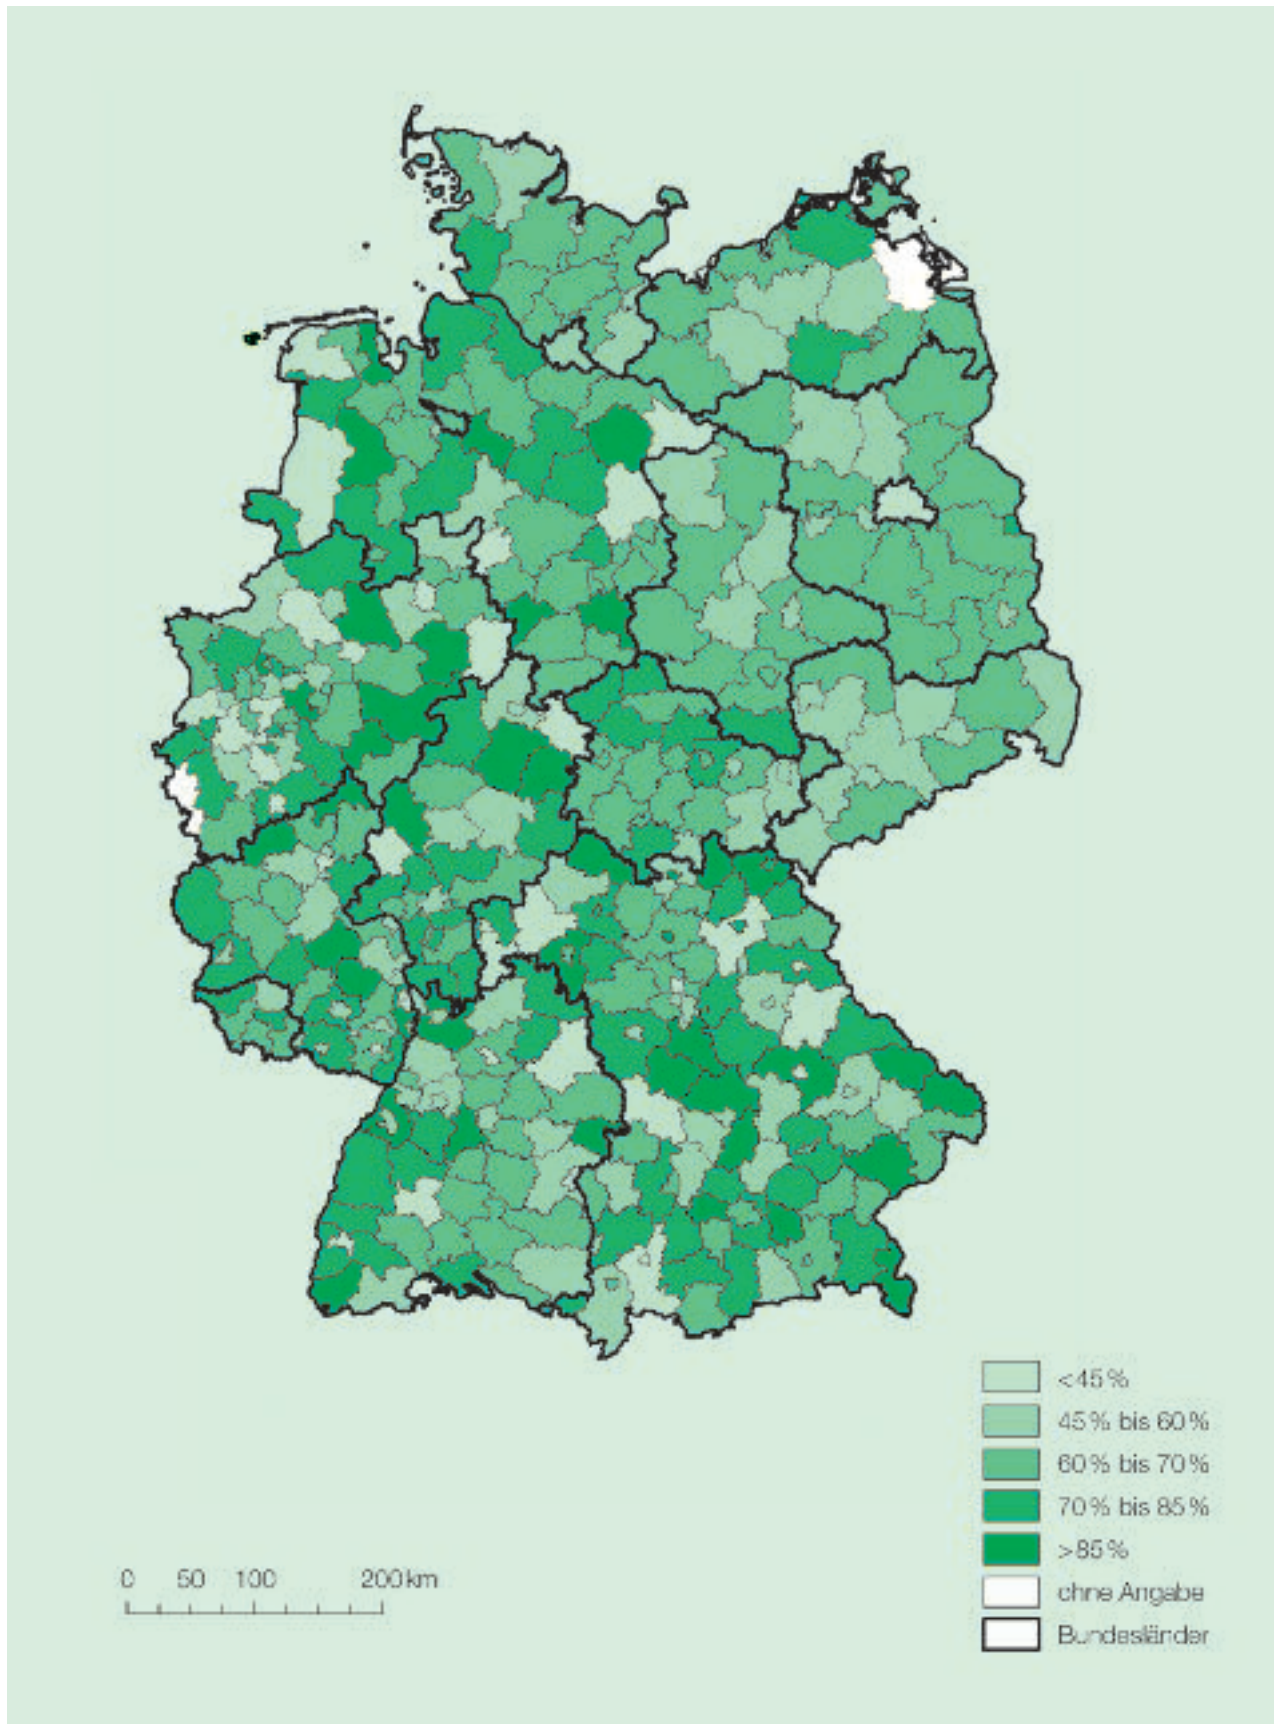 <45 %
45 % bis 60 %
60 % bis 70 %
70 % bis 85 %
>85 %
ohne Angabe
Bundesländer
0 50 100 200 km